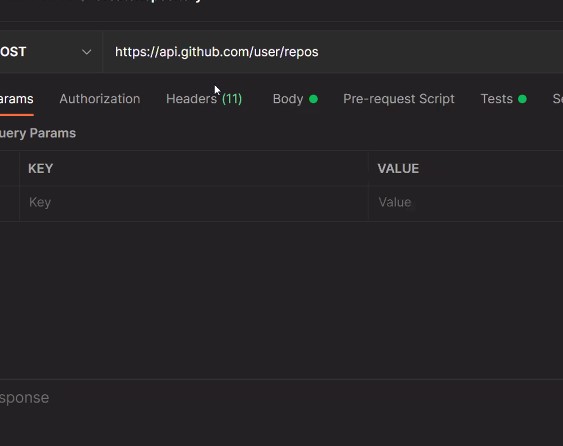 OST https://api.github.com/user/repos
arams Authorization Headers (11) Body Pre-request Script Tests S
uery Params
KEY VALUE
Key Value
sponse